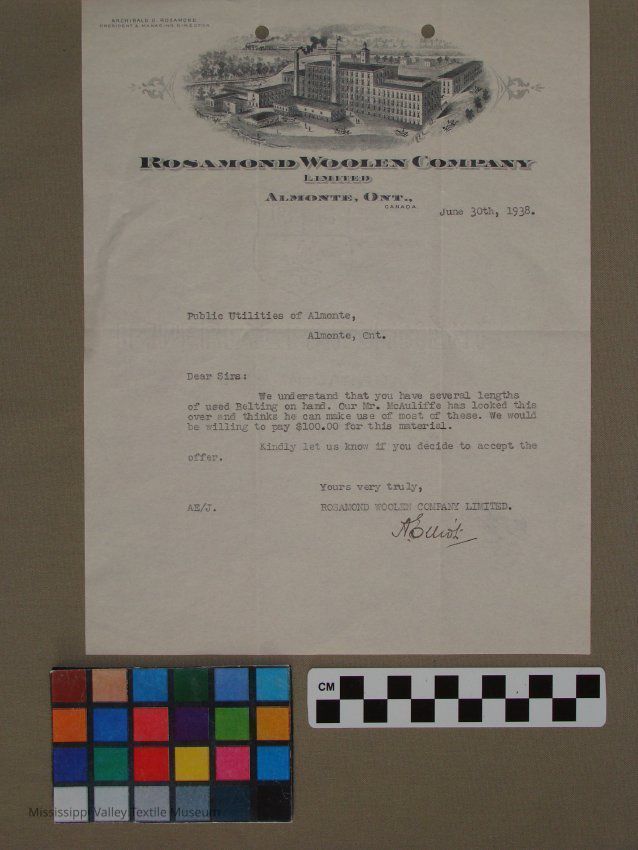 ARCHIBALD G. ROSAMOND
PRESIDENT & MANAGING DIRECTOR
ROSAMOND WOOLEN COMPANY
LIMITED
ALMONTE, ONT.,
CANADA.
June 30th, 1938.
Public Utilities of Almonte,
Almonte, Ont.
Dear Sirs:
We understand that you have several lengths
of used Belting on hand. Our Mr. McAuliffe has looked this
over and thinks he can make use of most of these. We would
be willing to pay $100.00 for this material.
Kindly let us know if you decide to accept the
offer.
Yours very truly,
AE/J. ROSAMOND WOOLEN COMPANY LIMITED.
A Elliott
CM
Mississippi Valley Textile Museum